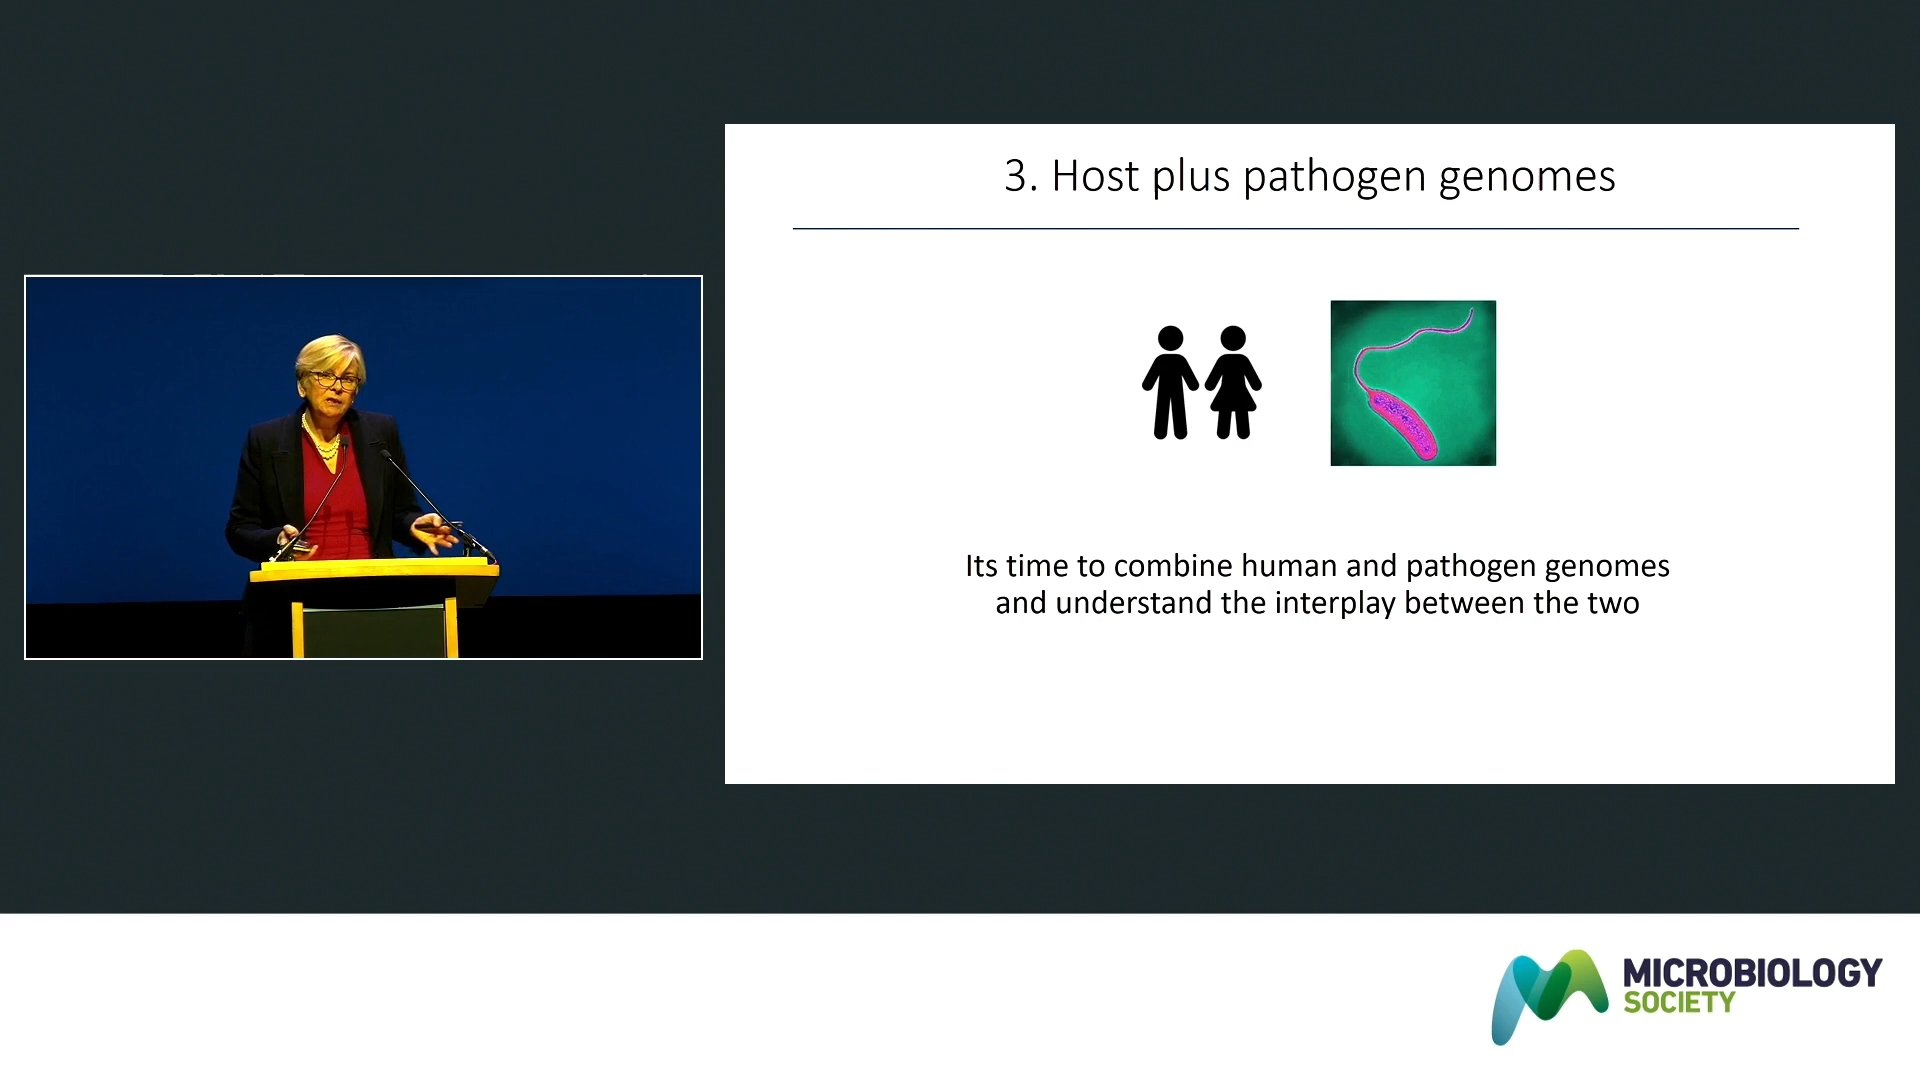 3. Host plus pathogen genomes
Its time to combine human and pathogen genomes
and understand the interplay between the two
MICROBIOLOGY
SOCIETY